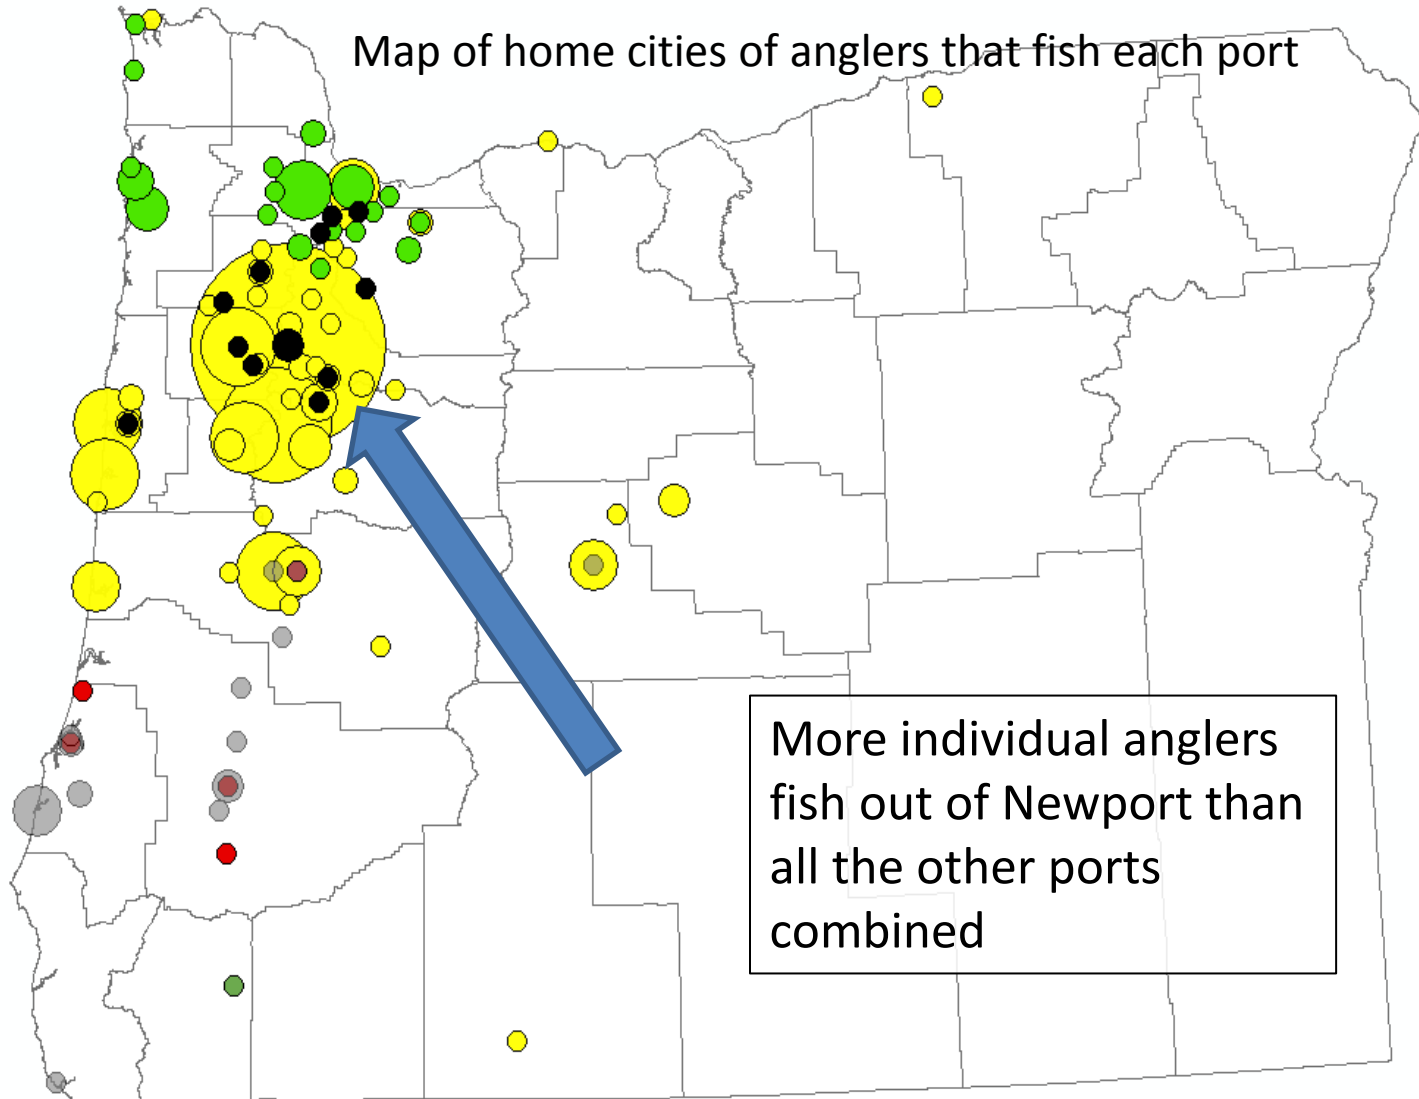 Map of home cities of anglers that fish each port
More individual anglers
fish out of Newport than
all the other ports
combined